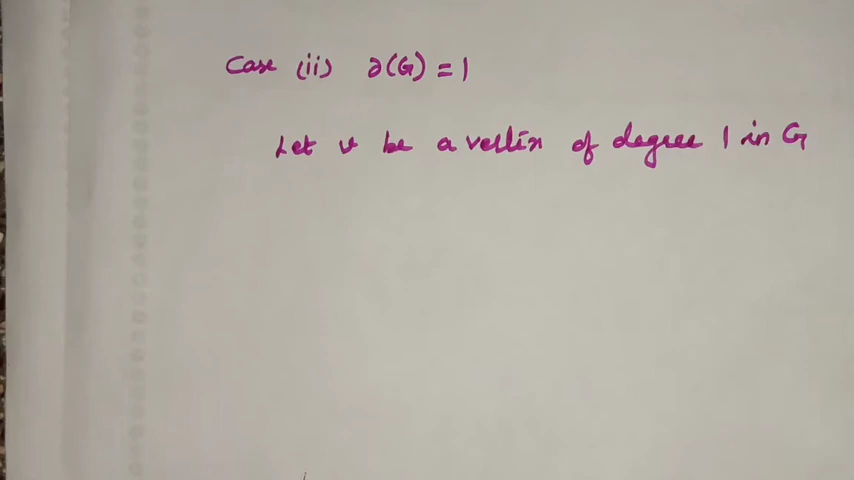 Case (ii) ∂(G) = 1
Let v be a vertex of degree 1 in G